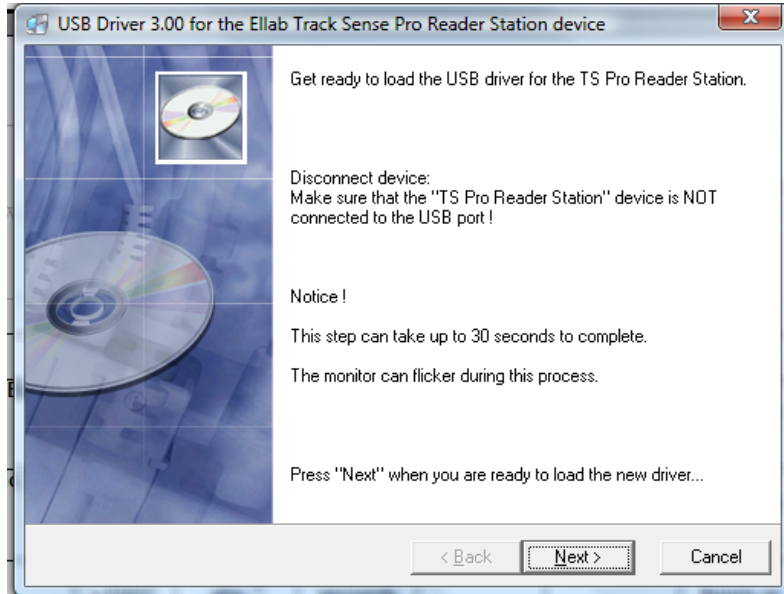 USB Driver 3.00 for the Ellab Track Sense Pro Reader Station device
Get ready to load the USB driver for the TS Pro Reader Station.
Disconnect device:
Make sure that the "TS Pro Reader Station" device is NOT
connected to the USB port !
Notice !
This step can take up to 30 seconds to complete.
The monitor can flicker during this process.
Press "Next" when you are ready to load the new driver...
< Back
Next >
Cancel